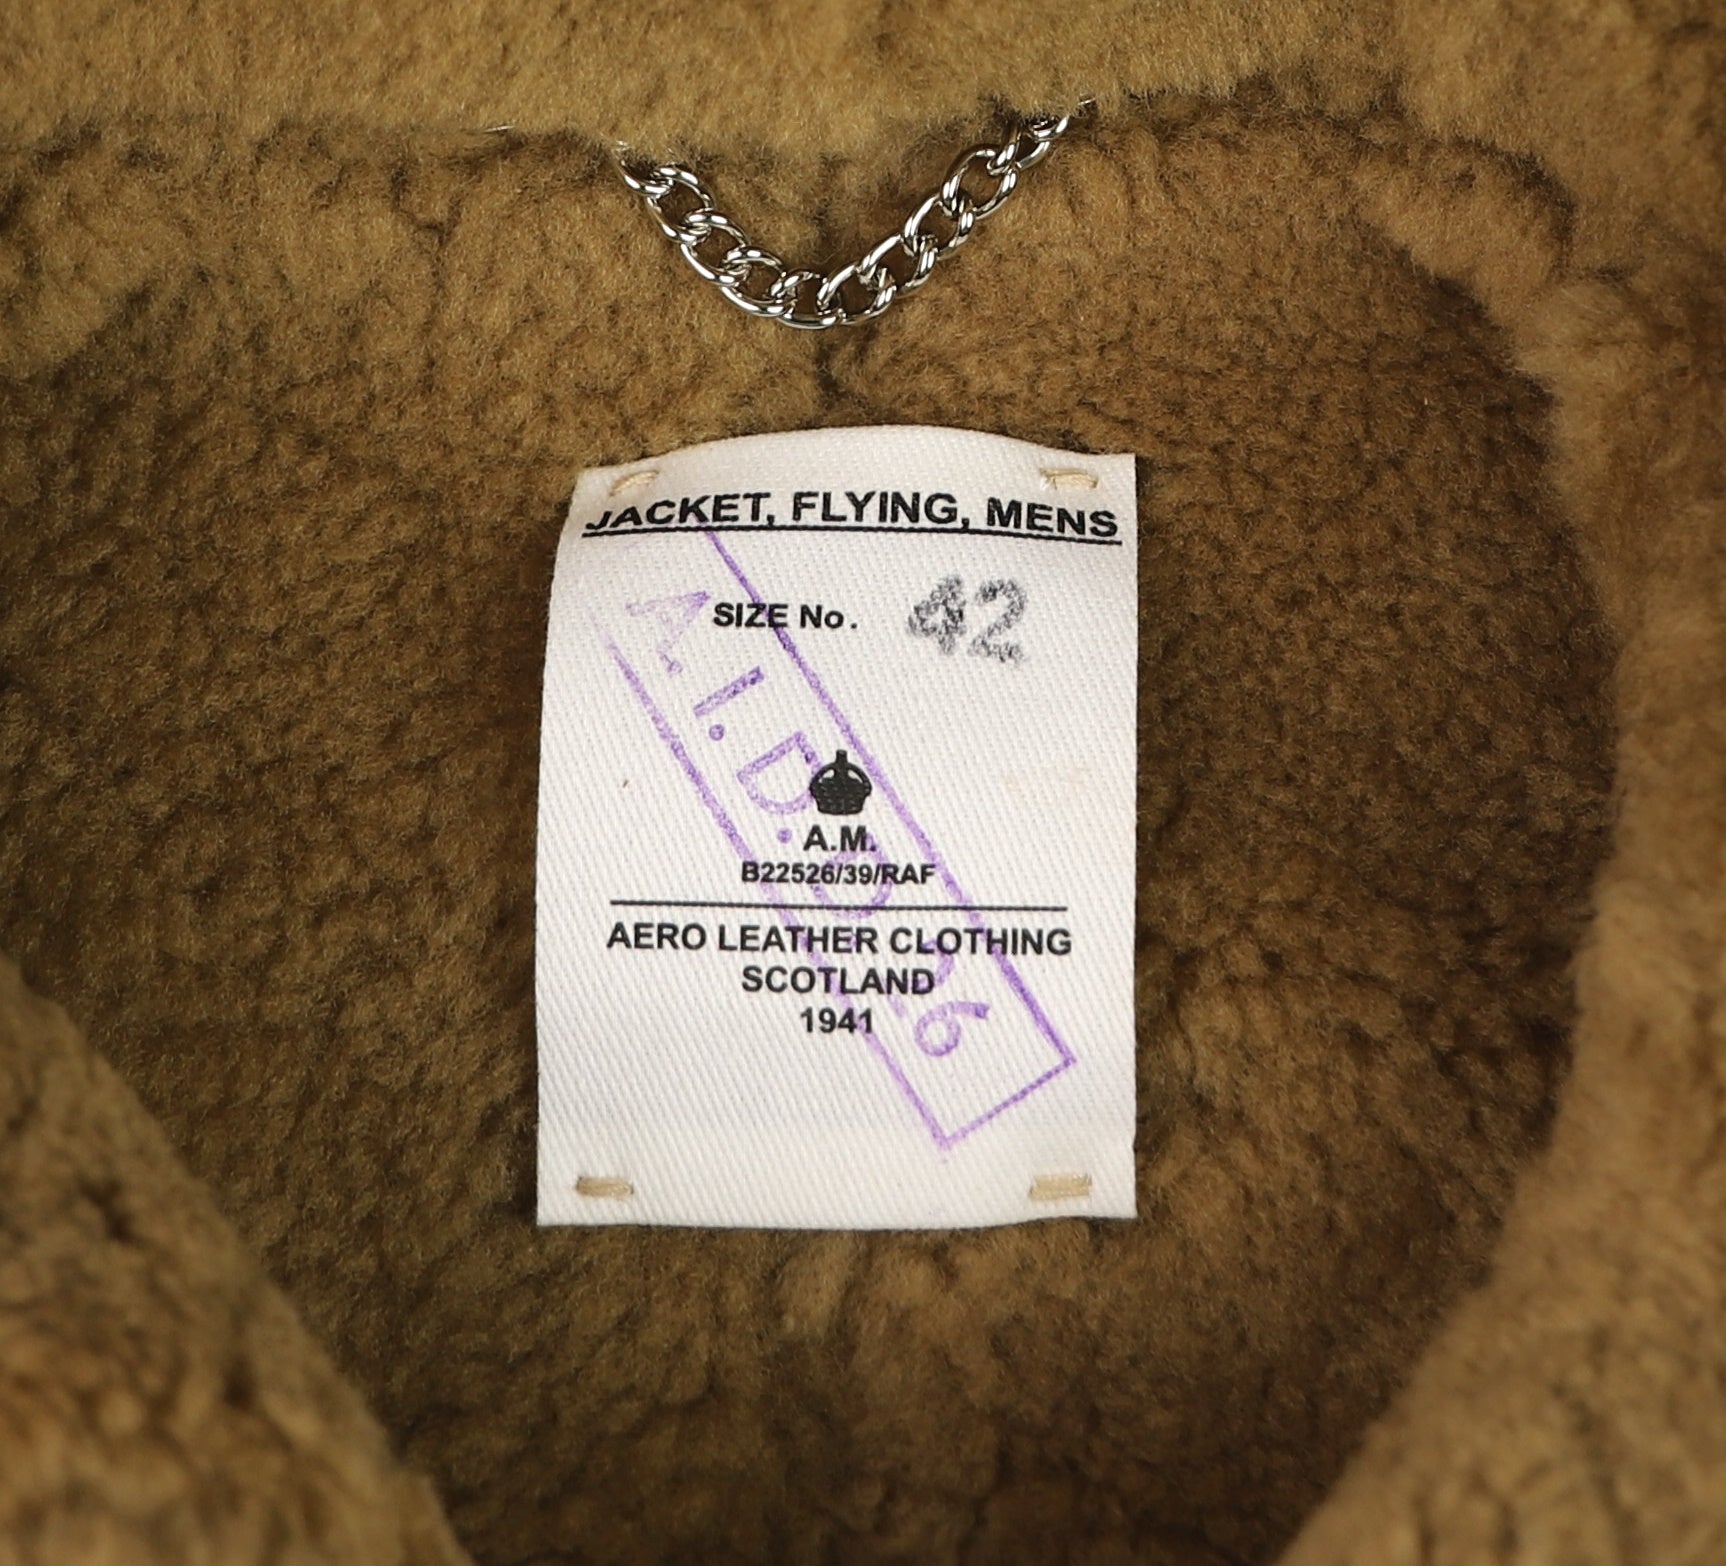 JACKET, FLYING, MENS
SIZE No. 42
A.M.
B22526/39/RAF
AERO LEATHER CLOTHING
SCOTLAND
1941
A.I.D.